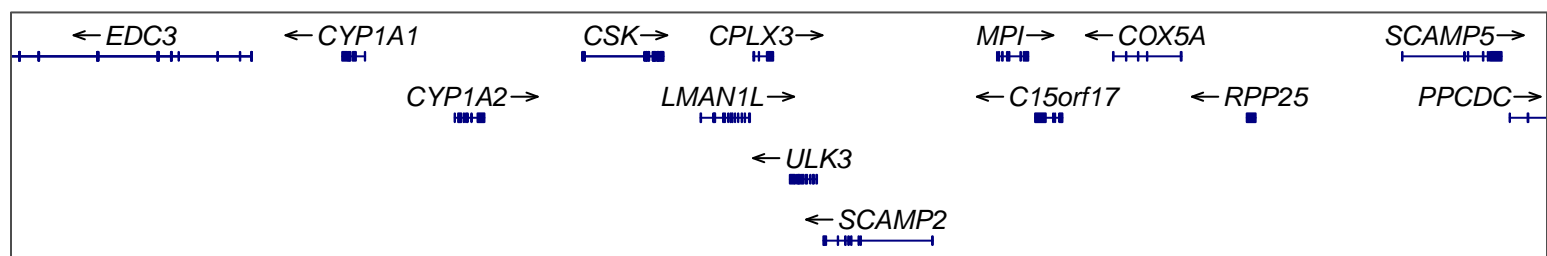 ←EDC3 ←CYP1A1 CSK→ CPLX3→ MPI→ ←COX5A SCAMP5→
CYP1A2→ LMAN1L→ ←C15orf17 ←RPP25 PPCDC→
←ULK3
←SCAMP2